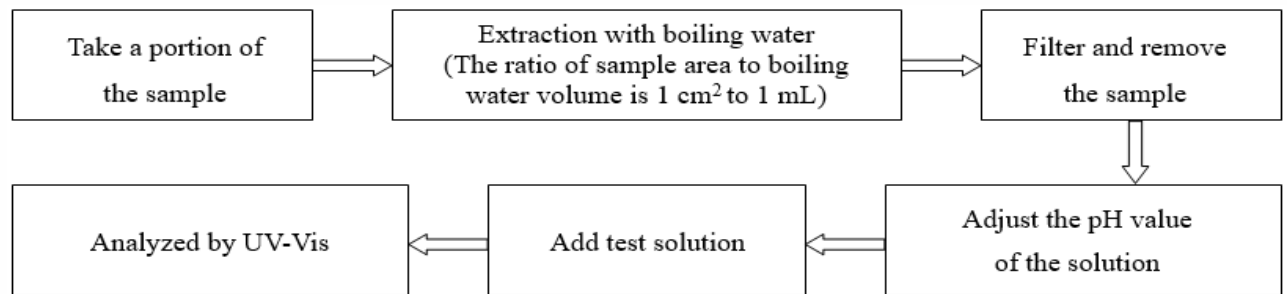 Take a portion of
the sample
Extraction with boiling water
(The ratio of sample area to boiling
water volume is 1 cm² to 1 mL)
Filter and remove
the sample
Adjust the pH value
of the solution
Add test solution
Analyzed by UV-Vis